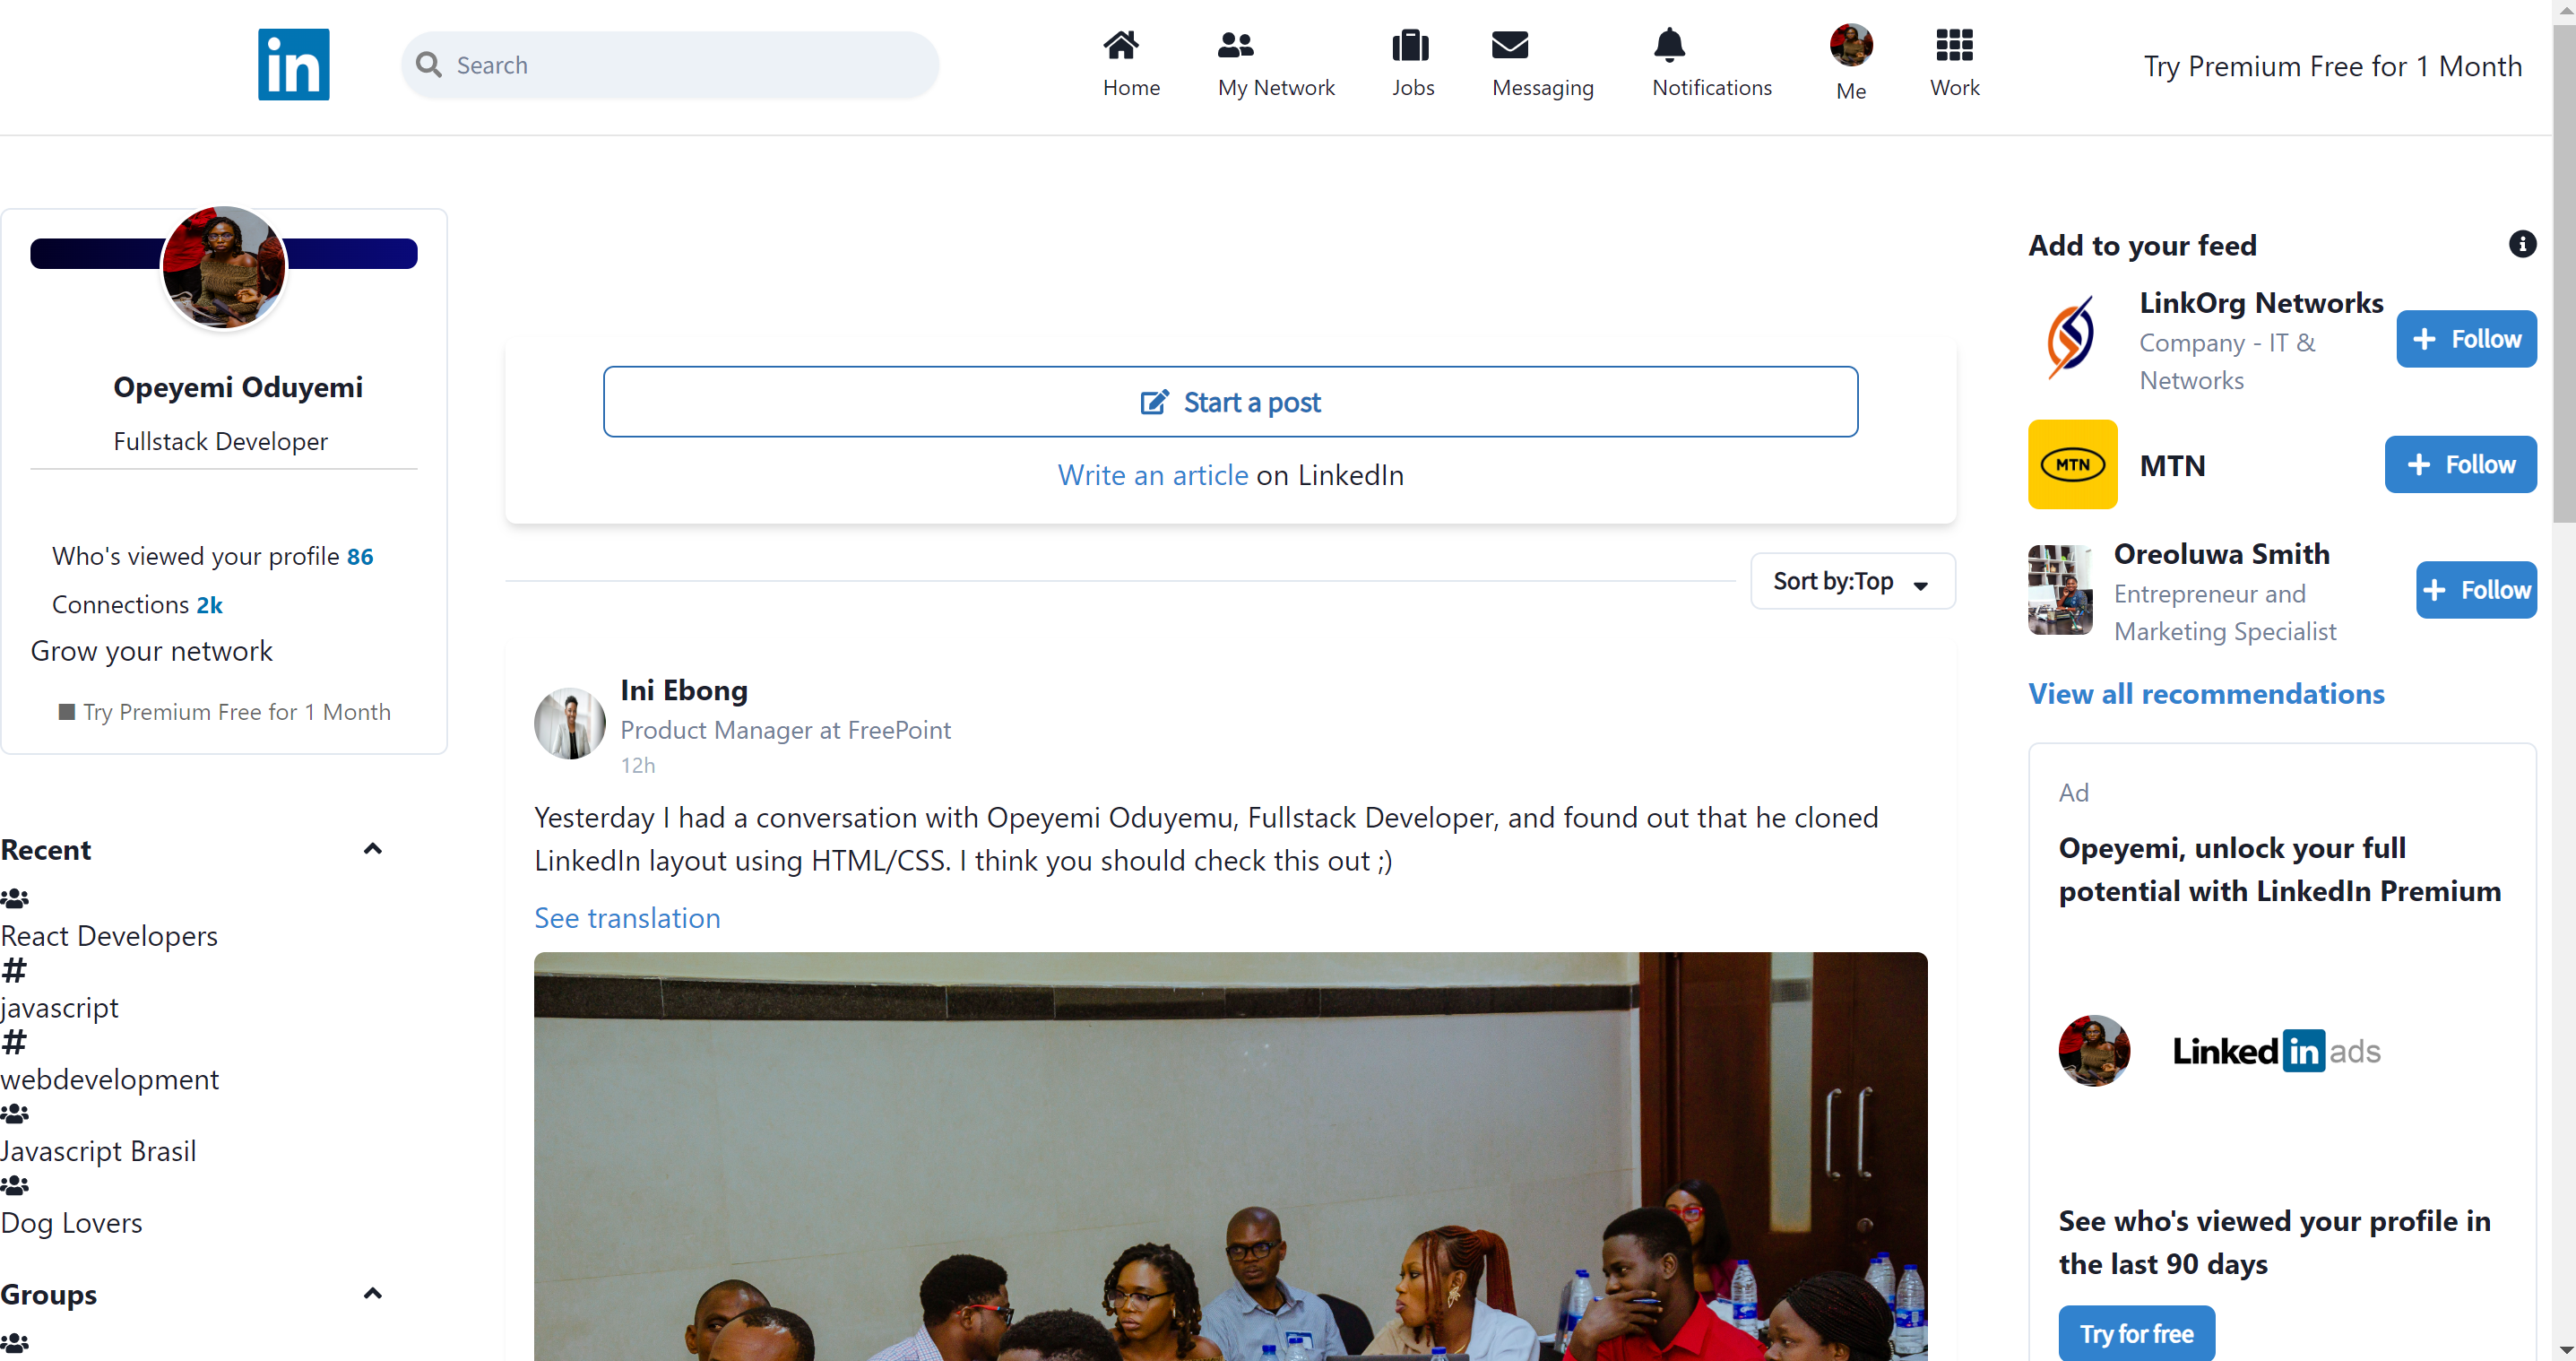 in
Search
Home
My Network
Jobs
Messaging
Notifications
Me
Work
Try Premium Free for 1 Month
Opeyemi Oduyemi
Fullstack Developer
Who's viewed your profile 86
Connections 2k
Grow your network
Try Premium Free for 1 Month
Recent
React Developers
#
javascript
#
webdevelopment
Javascript Brasil
Dog Lovers
Groups
Start a post
Write an article on LinkedIn
Sort by:Top
Ini Ebong
Product Manager at FreePoint
12h
Yesterday I had a conversation with Opeyemi Oduyemu, Fullstack Developer, and found out that he cloned
LinkedIn layout using HTML/CSS. I think you should check this out ;)
See translation
Add to your feed
LinkOrg Networks
Company - IT &
Networks
Follow
MTN
MTN
Follow
Oreoluwa Smith
Entrepreneur and
Marketing Specialist
Follow
View all recommendations
Ad
Opeyemi, unlock your full
potential with LinkedIn Premium
Linked in ads
See who's viewed your profile in
the last 90 days
Try for free